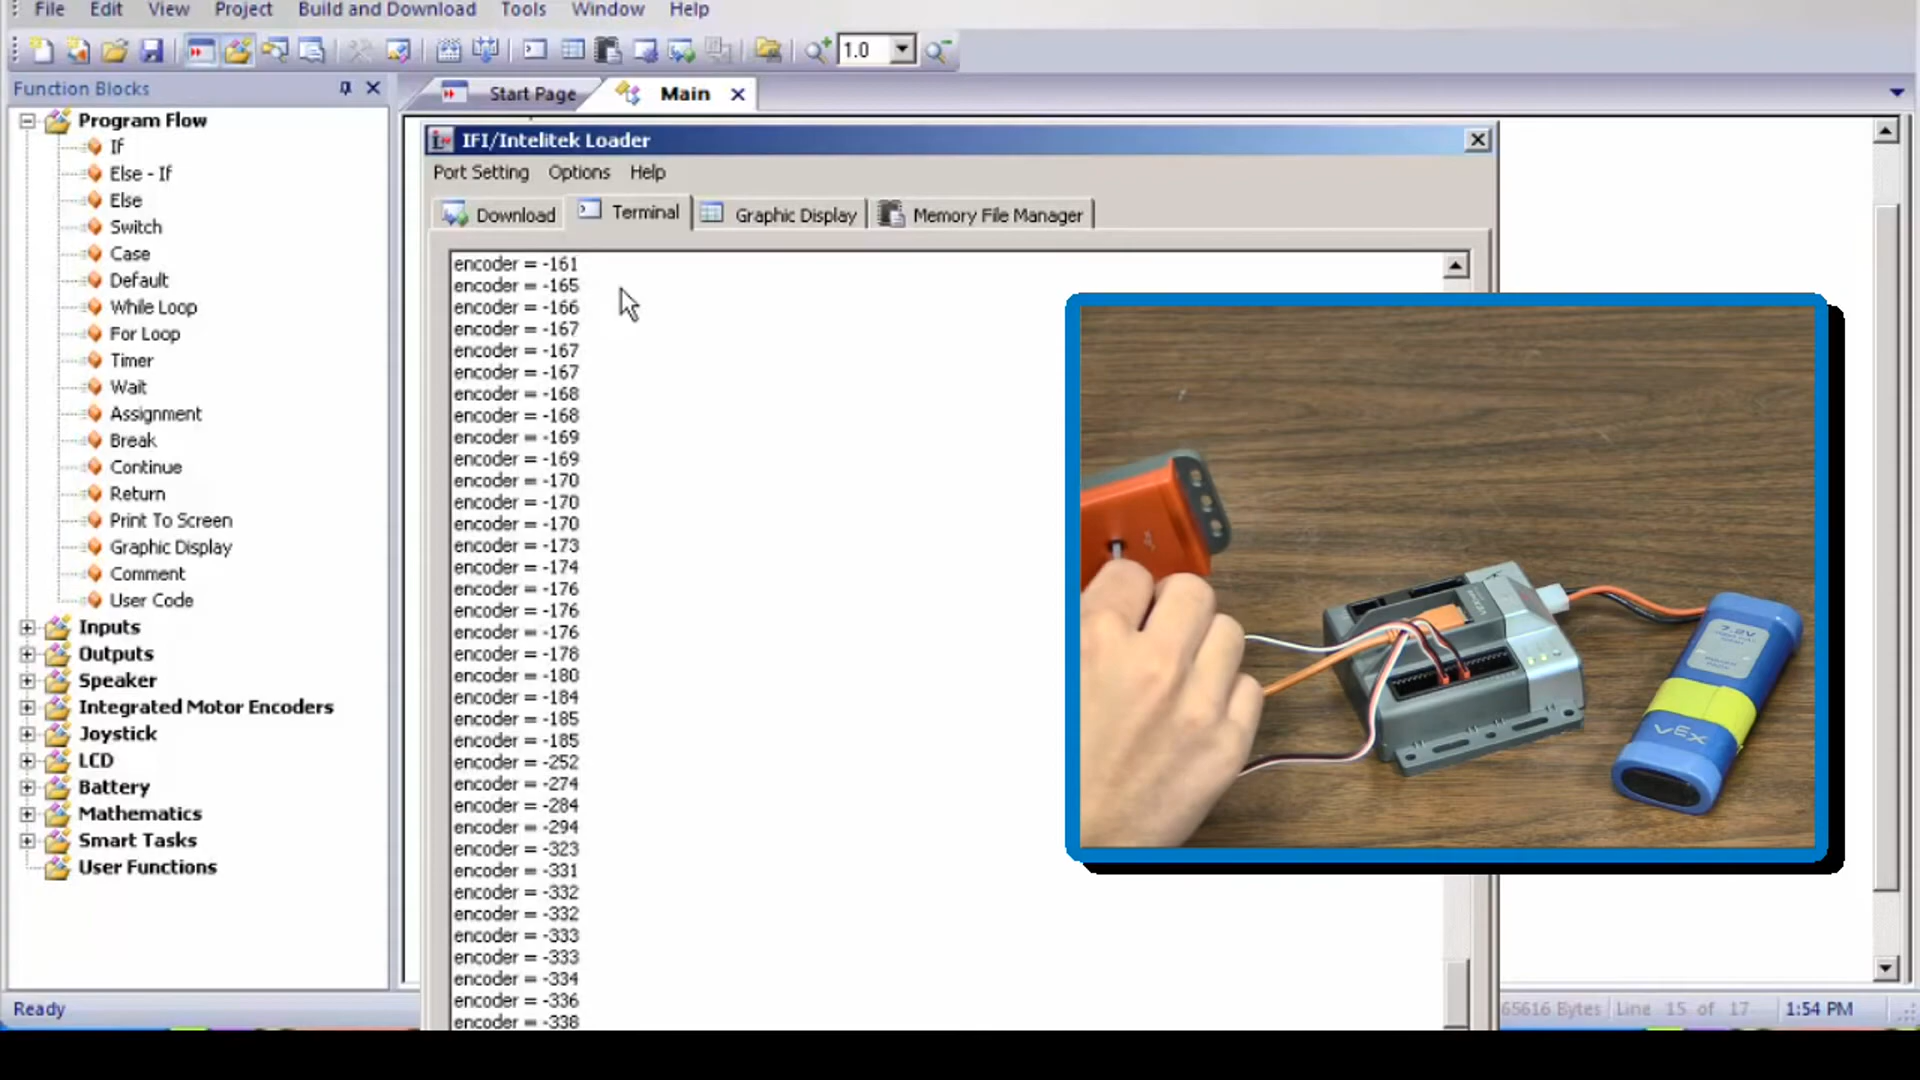 File Edit View Project Build and Download Tools Window Help
1.0
Function Blocks
Start Page Main
Program Flow
If
Else - If
Else
Switch
Case
Default
While Loop
For Loop
Timer
Wait
Assignment
Break
Continue
Return
Print To Screen
Graphic Display
Comment
User Code
Inputs
Outputs
Speaker
Integrated Motor Encoders
Joystick
LCD
Battery
Mathematics
Smart Tasks
User Functions
IFI/Intelitek Loader
Port Setting Options Help
Download Terminal Graphic Display Memory File Manager
encoder = -161
encoder = -165
encoder = -166
encoder = -167
encoder = -167
encoder = -167
encoder = -168
encoder = -168
encoder = -169
encoder = -169
encoder = -170
encoder = -170
encoder = -170
encoder = -173
encoder = -174
encoder = -176
encoder = -176
encoder = -176
encoder = -178
encoder = -180
encoder = -184
encoder = -185
encoder = -185
encoder = -252
encoder = -274
encoder = -284
encoder = -294
encoder = -323
encoder = -331
encoder = -332
encoder = -332
encoder = -333
encoder = -333
encoder = -334
encoder = -336
encoder = -338
7.2V
VEX
Ready
65616 Bytes Line 15 of 17 1:54 PM